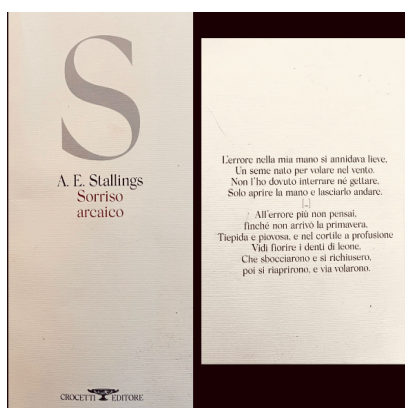 S
A. E. Stallings
Sorriso
arcaico
CROCETTI EDITORE
L'errore nella mia mano si annidava lieve,
Un seme nato per volare nel vento.
Non l'ho dovuto interrare né gettare,
Solo aprire la mano e lasciarlo andare.
[...]
All'errore più non pensai,
finché non arrivò la primavera,
Tiepida e piovosa, e nel cortile a profusione
Vidi fiorire i denti di leone,
Che sbocciarono e si richiusero,
poi si riaprirono, e via volarono.